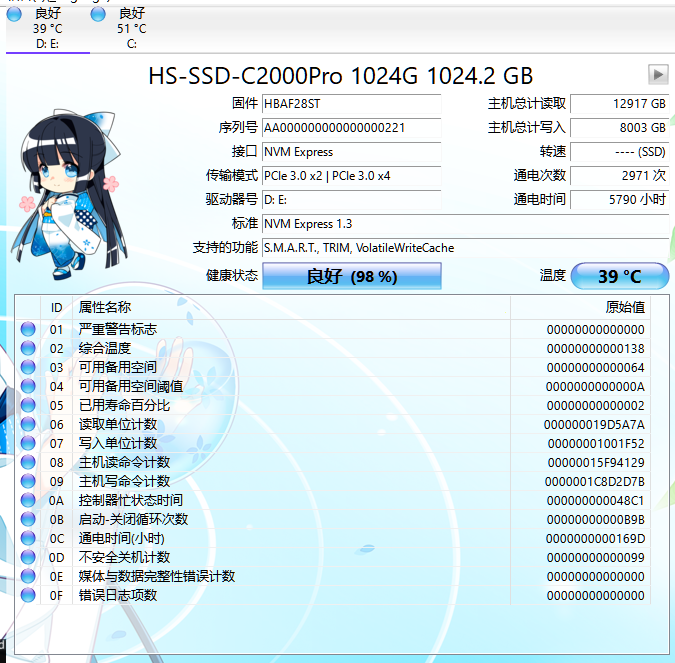 良好 良好
39 °C 51 °C
D: E: C:
HS-SSD-C2000Pro 1024G 1024.2 GB
固件 HBAF28ST 主机总计读取 12917 GB
序列号 AA000000000000000221 主机总计写入 8003 GB
接口 NVM Express 转速 ---- (SSD)
传输模式 PCIe 3.0 x2 | PCIe 3.0 x4 通电次数 2971 次
驱动器号 D: E: 通电时间 5790 小时
标准 NVM Express 1.3
支持的功能 S.M.A.R.T., TRIM, VolatileWriteCache
健康状态 良好 (98 %) 温度 39 °C
ID 属性名称 原始值
01 严重警告标志 00000000000000
02 综合温度 00000000000138
03 可用备用空间 00000000000064
04 可用备用空间阈值 0000000000000A
05 已用寿命百分比 00000000000002
06 读取单位计数 000000019D5A7A
07 写入单位计数 00000001001F52
08 主机读命令计数 00000015F94129
09 主机写命令计数 0000001C8D2D7B
0A 控制器忙状态时间 000000000048C1
0B 启动-关闭循环次数 00000000000B9B
0C 通电时间(小时) 0000000000169D
0D 不安全关机计数 00000000000099
0E 媒体与数据完整性错误计数 00000000000000
0F 错误日志项数 00000000000000